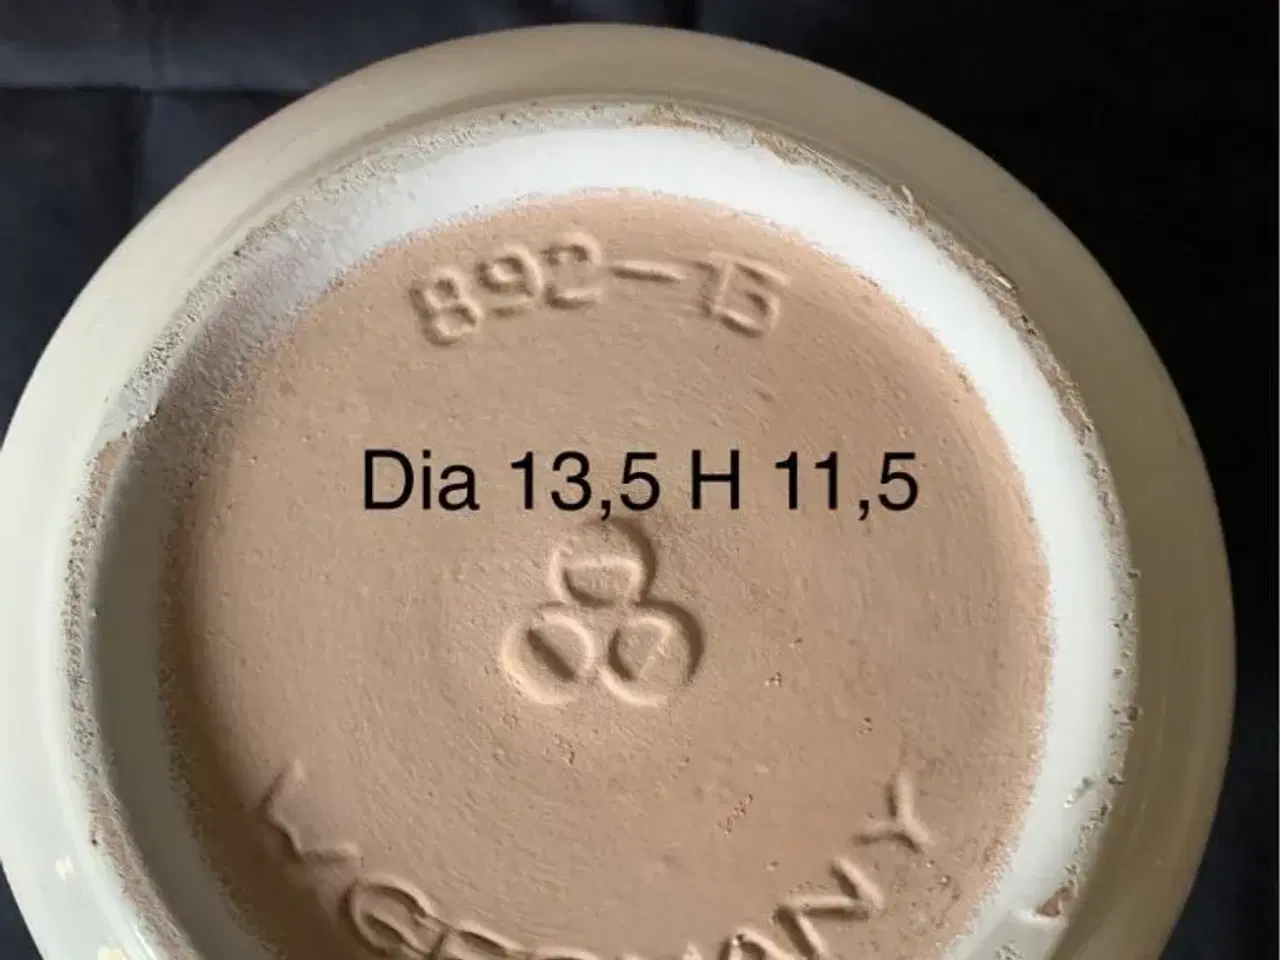 892-13
Dia 13,5 H 11,5
W. GERMANY